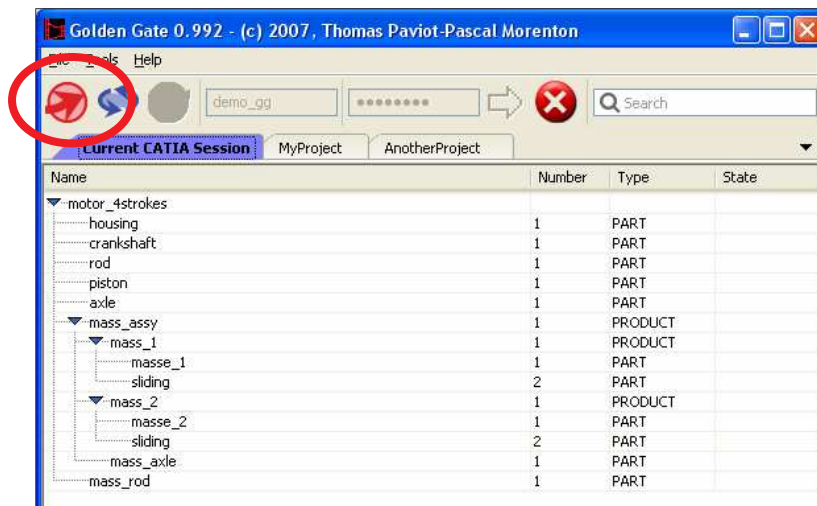 Golden Gate 0.992 - (c) 2007, Thomas Paviot-Pascal Morenton
File Tools Help
demo_gg •••••••• Search
Current CATIA Session MyProject AnotherProject
Name Number Type State
motor_4strokes
housing 1 PART
crankshaft 1 PART
rod 1 PART
piston 1 PART
axle 1 PART
mass_assy 1 PRODUCT
mass_1 1 PRODUCT
masse_1 1 PART
sliding 2 PART
mass_2 1 PRODUCT
masse_2 1 PART
sliding 2 PART
mass_axle 1 PART
mass_rod 1 PART